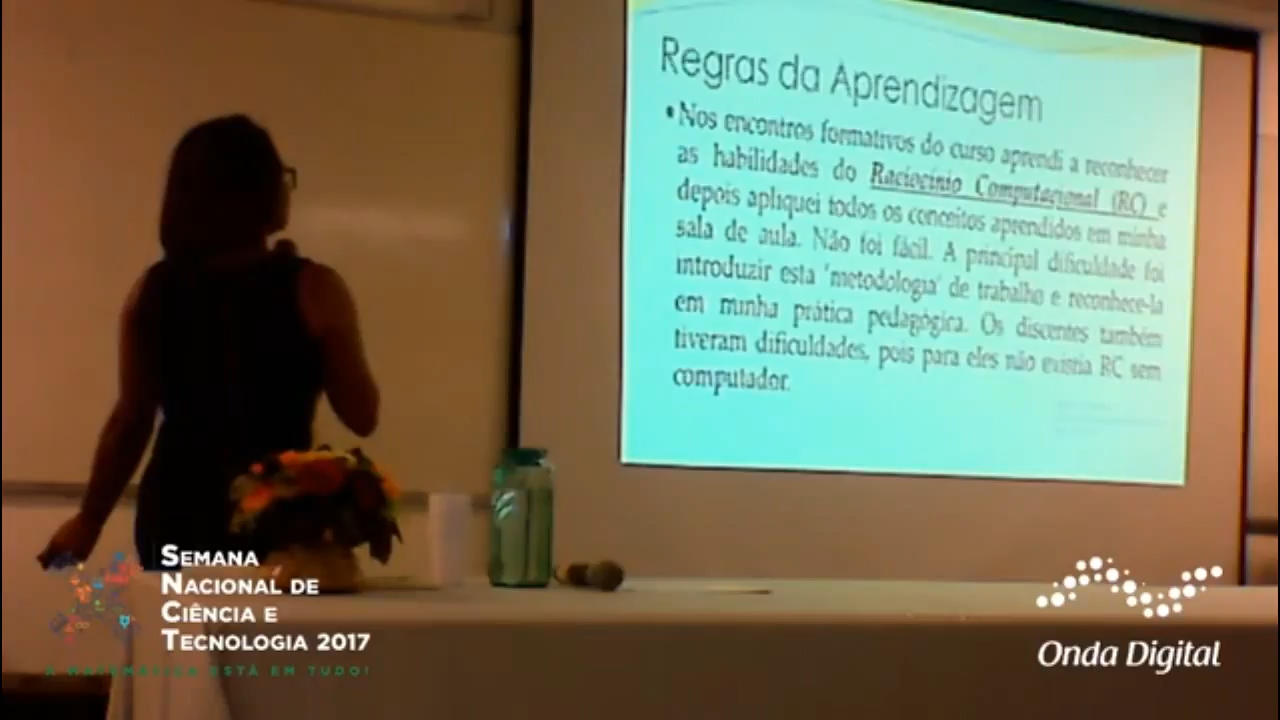 Regras da Aprendizagem
•Nos encontros formativos do curso aprendi a reconhecer
as habilidades do Raciocínio Computacional (RC) e
depois apliquei todos os conceitos aprendidos em minha
sala de aula. Não foi fácil. A principal dificuldade foi
introduzir esta 'metodologia' de trabalho e reconhece-la
em minha prática pedagógica. Os discentes também
tiveram dificuldades, pois para eles não existia RC sem
computador.
SEMANA
NACIONAL DE
CIÊNCIA E
TECNOLOGIA 2017
A MATEMÁTICA ESTÁ EM TUDO!
Onda Digital